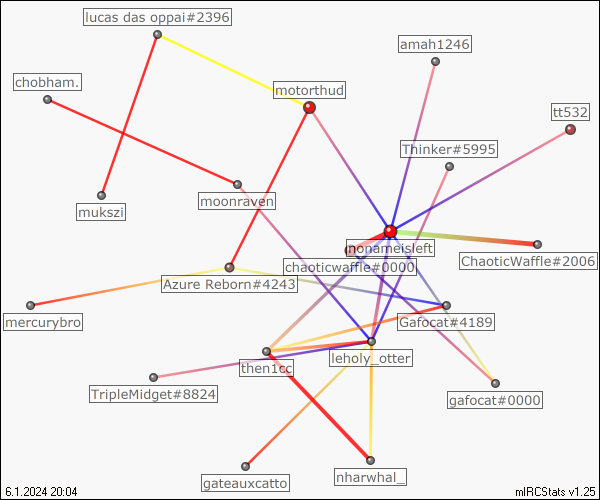 lucas das oppai#2396
amah1246
chobham.
motorthud
tt532
Thinker#5995
moonraven
mukszi
nonameisleft
ChaoticWaffle#2006
chaoticwaffle#0000
Azure Reborn#4243
mercurybro
Gafocat#4189
leholy_otter
then1cc
TripleMidget#8824
gafocat#0000
gateauxcatto
nharwhal_
6.1.2024 20:04
mIRCStats v1.25